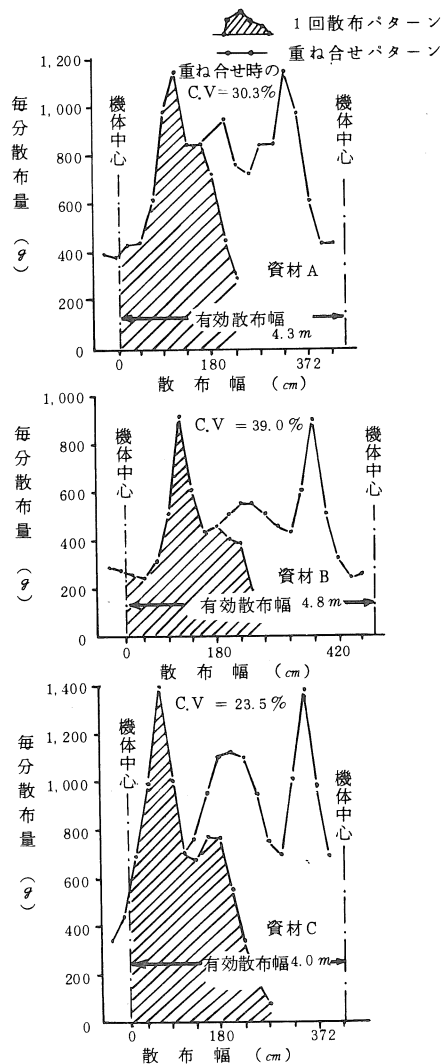 1回散布パターン
重ね合せパターン
重ね合せ時の
C.V=30.3%
毎分散布量(g)
1,200
1,000
800
600
400
200
0
機体中心
機体中心
資材A
有効散布幅
4.3m
0 180 372
散布幅(cm)
C.V=39.0%
毎分散布量(g)
1,000
800
600
400
200
0
機体中心
機体中心
資材B
有効散布幅 4.8m
0 180 420
散布幅(cm)
C.V=23.5%
毎分散布量(g)
1,400
1,200
1,000
800
600
400
200
0
機体中心
機体中心
資材C
有効散布幅4.0m
0 180 372
散布幅(cm)